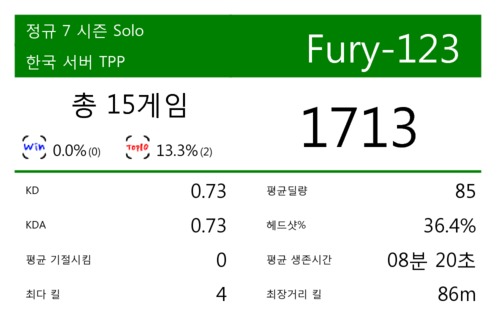 정규 7 시즌 Solo
한국 서버 TPP
Fury-123
총 15게임
Win 0.0% (0) TOP10 13.3% (2)
1713
KD 0.73
KDA 0.73
평균 기절시킴 0
최다 킬 4
평균딜량 85
헤드샷% 36.4%
평균 생존시간 08분 20초
최장거리 킬 86m